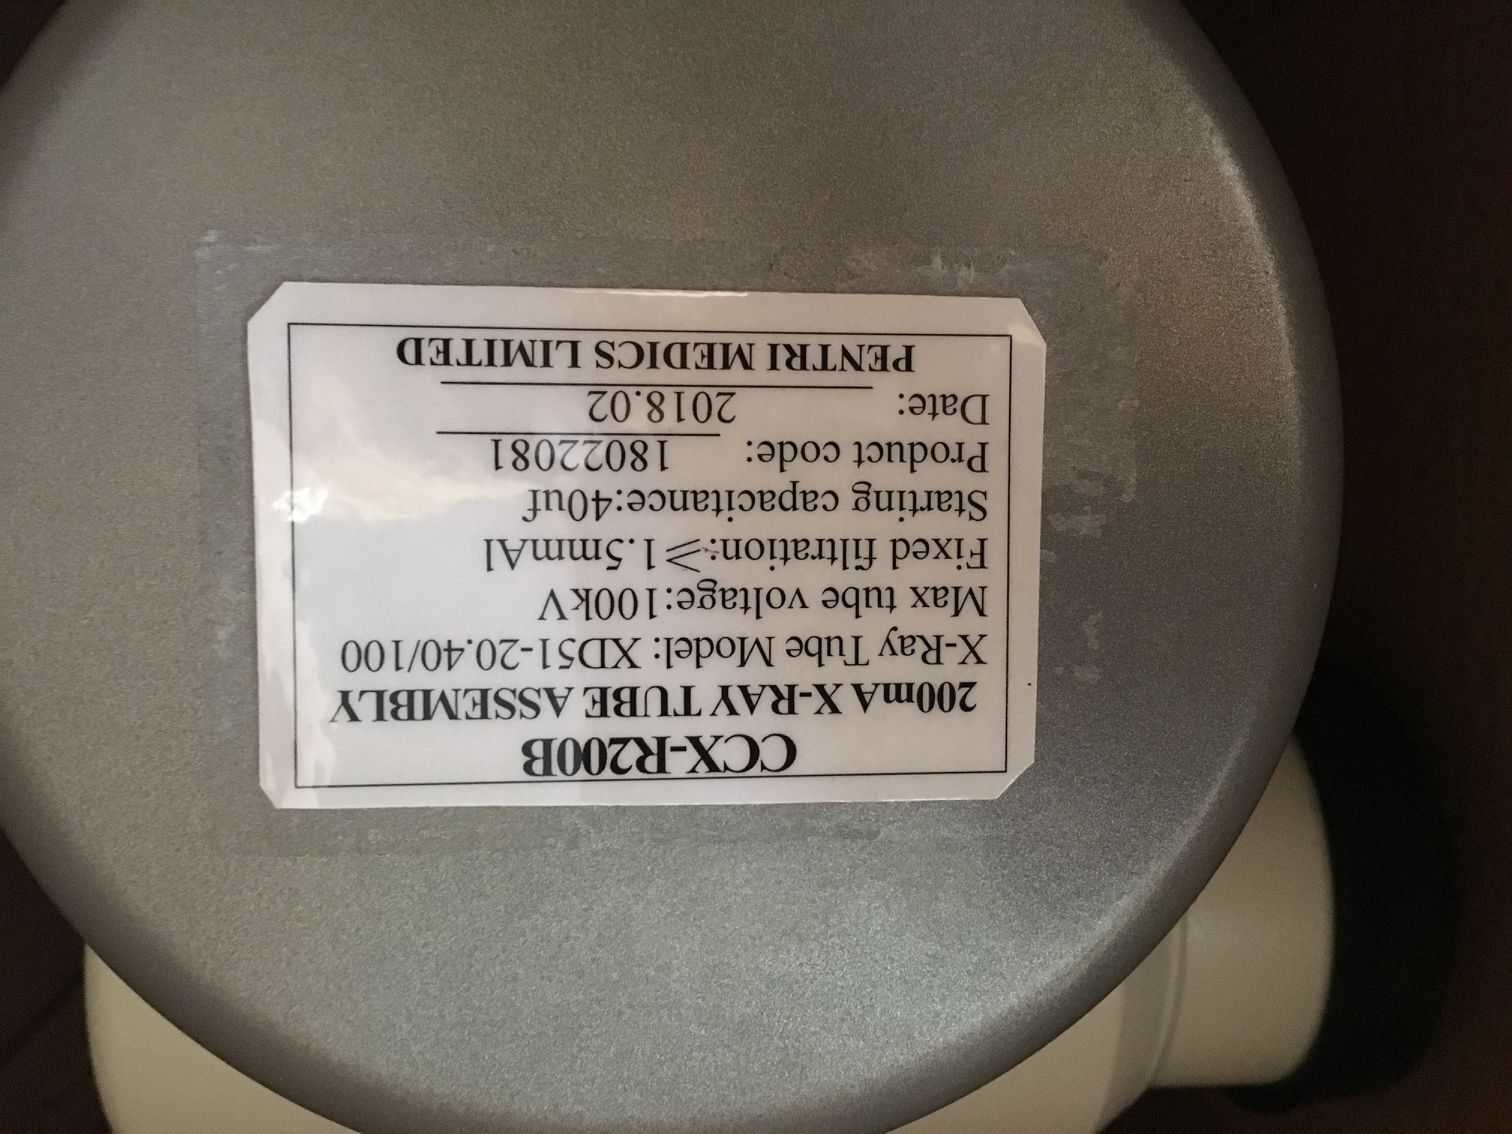 CCX-R200B
200mA X-RAY TUBE ASSEMBLY
X-Ray Tube Model: XD51-20.40/100
Max tube voltage:100kV
Fixed filtration:⩾1.5mmAl
Starting capacitance:40uf
Product code: 18022081
Date: 2018.02
PENTRI MEDICS LIMITED